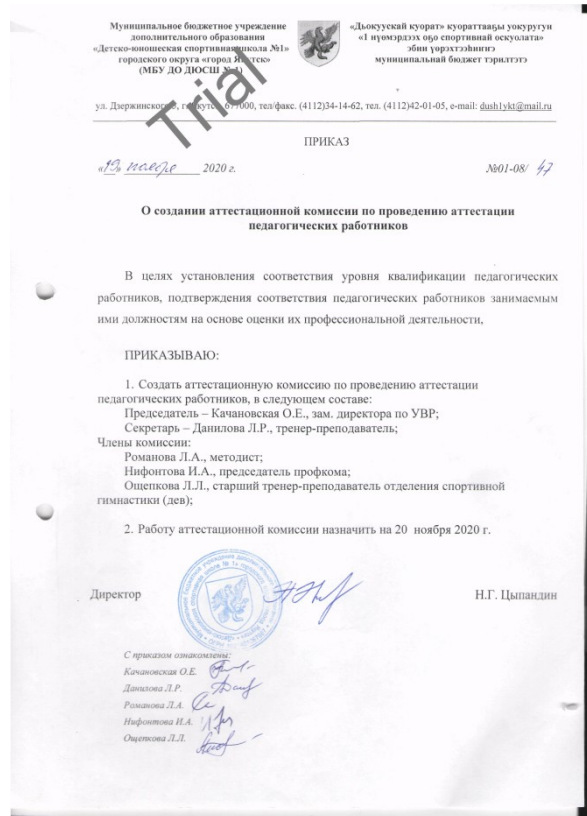 Муниципальное бюджетное учреждение
дополнительного образования
«Детско-юношеская спортивная школа №1»
городского округа «город Якутск»
(МБУ ДО ДЮСШ №1)
«Дьокуускай куорат» куораттааҕы уокуругун
«1 нүөмэрдээх оҕо спортивнай оскуолата»
эбии үөрэхтээһиҥҥэ
муниципальнай бюджет тэрилтэтэ
ул. Дзержинского, г. Якутск, 677000, тел/факс. (4112)34-14-62, тел. (4112)42-01-05, e-mail: dush1ykt@mail.ru
Trial
ПРИКАЗ
«19» ноября 2020 г. №01-08/ 47
О создании аттестационной комиссии по проведению аттестации
педагогических работников
В целях установления соответствия уровня квалификации педагогических
работников, подтверждения соответствия педагогических работников занимаемым
ими должностям на основе оценки их профессиональной деятельности,
ПРИКАЗЫВАЮ:
1. Создать аттестационную комиссию по проведению аттестации
педагогических работников, в следующем составе:
Председатель – Качановская О.Е., зам. директора по УВР;
Секретарь – Данилова Л.Р., тренер-преподаватель;
Члены комиссии:
Романова Л.А., методист;
Нифонтова И.А., председатель профкома;
Ощепкова Л.Л., старший тренер-преподаватель отделения спортивной
гимнастики (дев);
2. Работу аттестационной комиссии назначить на 20 ноября 2020 г.
Директор Н.Г. Цыпандин
С приказом ознакомлены:
Качановская О.Е.
Данилова Л.Р.
Романова Л.А.
Нифонтова И.А.
Ощепкова Л.Л.